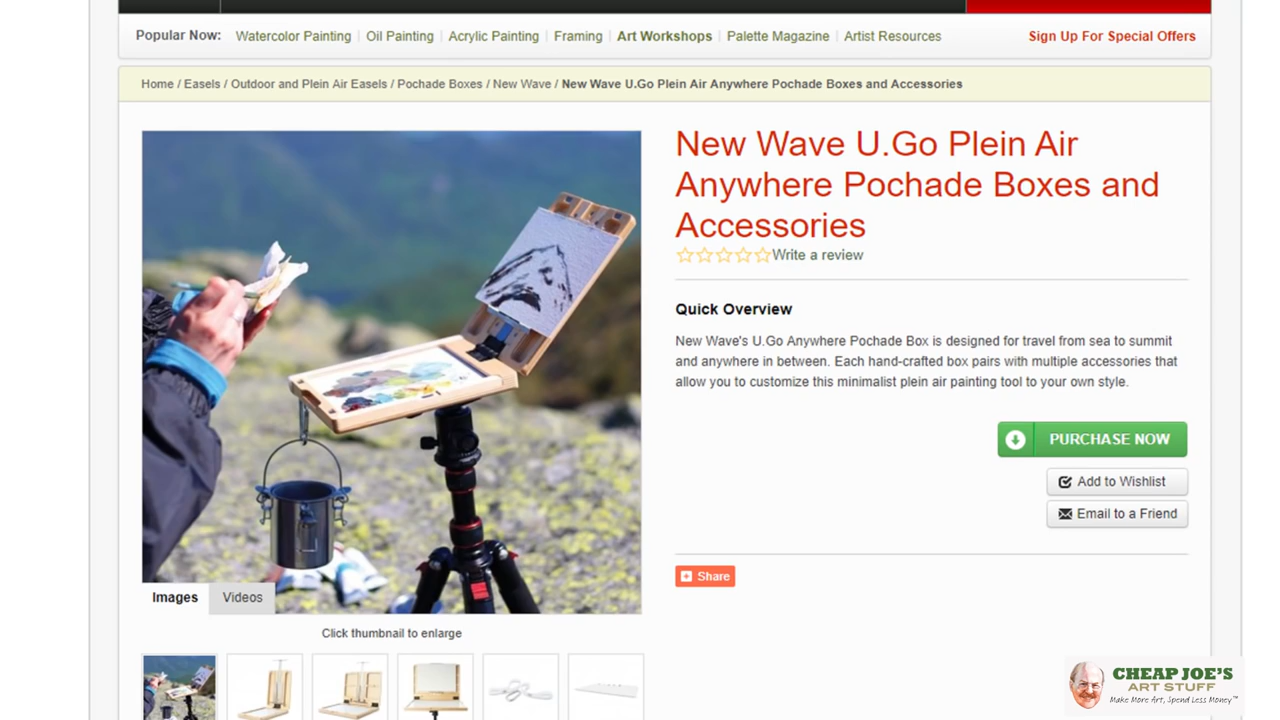 Popular Now: Watercolor Painting Oil Painting Acrylic Painting Framing Art Workshops Palette Magazine Artist Resources Sign Up For Special Offers
Home / Easels / Outdoor and Plein Air Easels / Pochade Boxes / New Wave / New Wave U.Go Plein Air Anywhere Pochade Boxes and Accessories
New Wave U.Go Plein Air
Anywhere Pochade Boxes and
Accessories
Write a review
Quick Overview
New Wave's U.Go Anywhere Pochade Box is designed for travel from sea to summit
and anywhere in between. Each hand-crafted box pairs with multiple accessories that
allow you to customize this minimalist plein air painting tool to your own style.
PURCHASE NOW
Add to Wishlist
Email to a Friend
Share
Images Videos
Click thumbnail to enlarge
CHEAP JOE'S
ART STUFF
Make More Art, Spend Less Money™